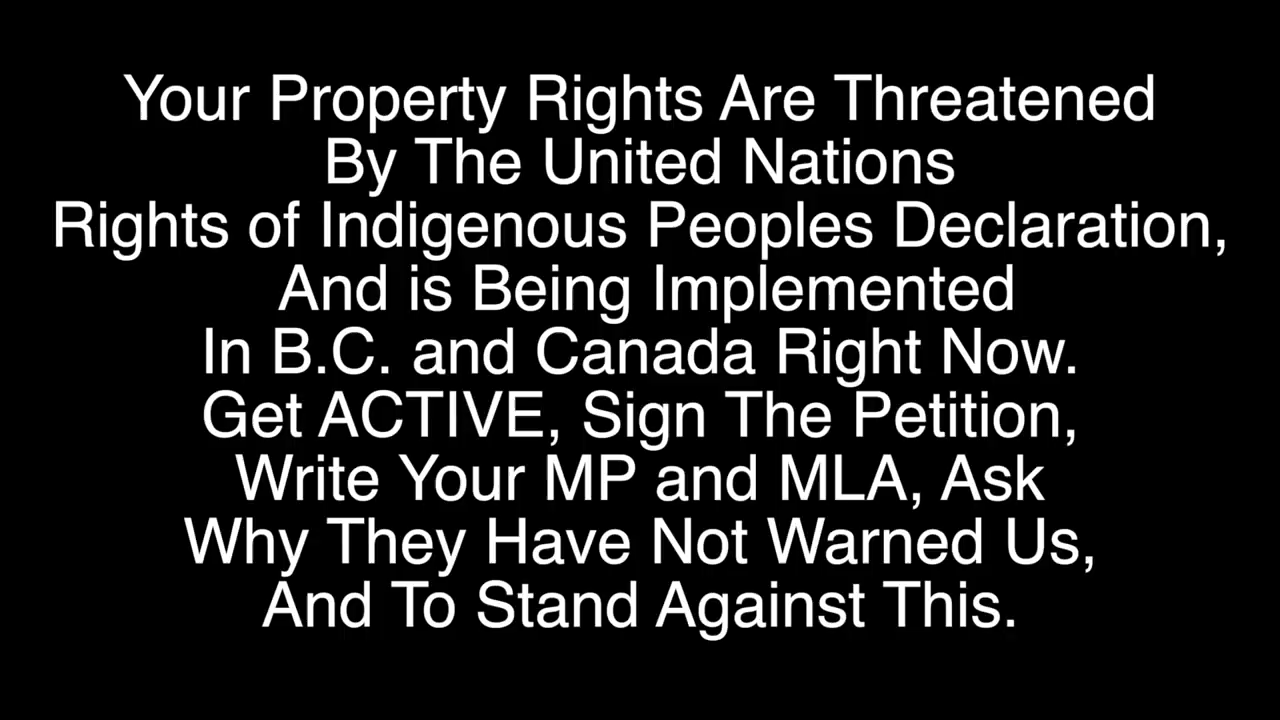 Your Property Rights Are Threatened
By The United Nations
Rights of Indigenous Peoples Declaration,
And is Being Implemented
In B.C. and Canada Right Now.
Get ACTIVE, Sign The Petition,
Write Your MP and MLA, Ask
Why They Have Not Warned Us,
And To Stand Against This.